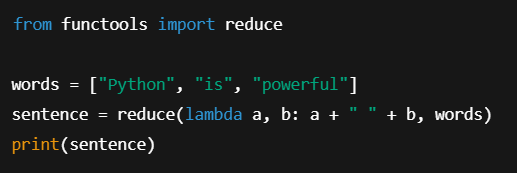 from functools import reduce

words = ["Python", "is", "powerful"]
sentence = reduce(lambda a, b: a + " " + b, words)
print(sentence)